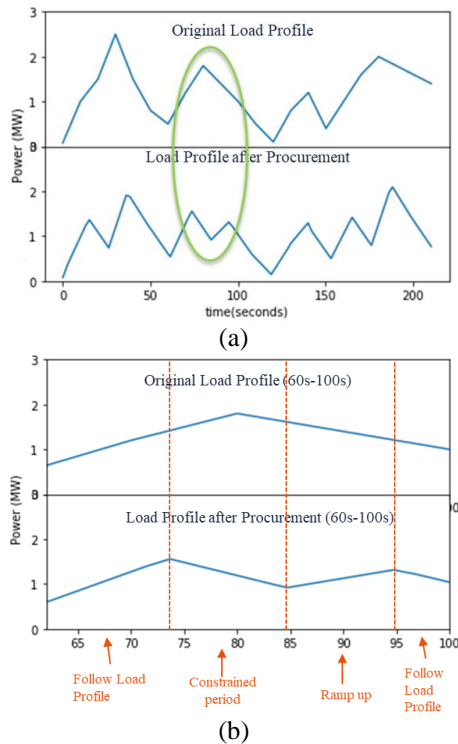 3
Original Load Profile
2
1
Power (MW)
0
3
Load Profile after Procurement
2
1
0
0
50
100
150
200
time(seconds)
(a)
3
Original Load Profile (60s-100s)
2
1
Power (MW)
0
3
00
Load Profile after Procurement (60s-100s)
2
1
0
65
70
75
80
85
90
95
100
Follow Load
Profile
Constrained
period
Ramp up
Follow
Load
Profile
(b)